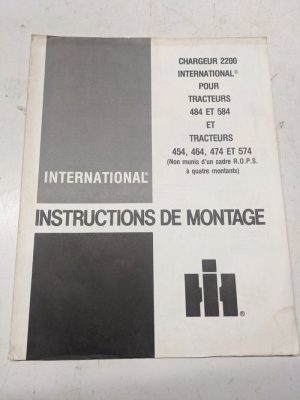 CHARGEUR 2200
INTERNATIONAL®
POUR
TRACTEURS
484 ET 584
ET
TRACTEURS
454, 464, 474 ET 574
(Non munis d'un cadre R.O.P.S.
à quatre montants)
INTERNATIONAL®
INSTRUCTIONS DE MONTAGE
IH®